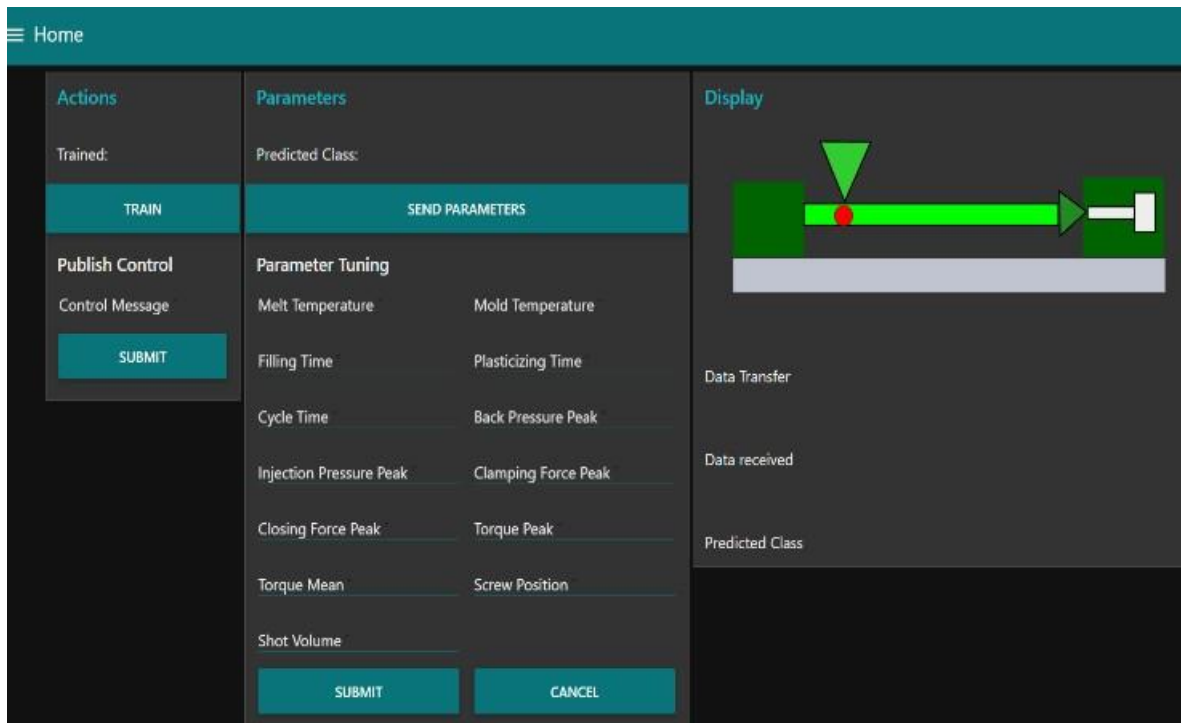 Home
Actions
Trained:
TRAIN
Publish Control
Control Message
SUBMIT
Parameters
Predicted Class:
SEND PARAMETERS
Parameter Tuning
Melt Temperature
Mold Temperature
Filling Time
Plasticizing Time
Cycle Time
Back Pressure Peak
Injection Pressure Peak
Clamping Force Peak
Closing Force Peak
Torque Peak
Torque Mean
Screw Position
Shot Volume
SUBMIT
CANCEL
Display
Data Transfer
Data received
Predicted Class